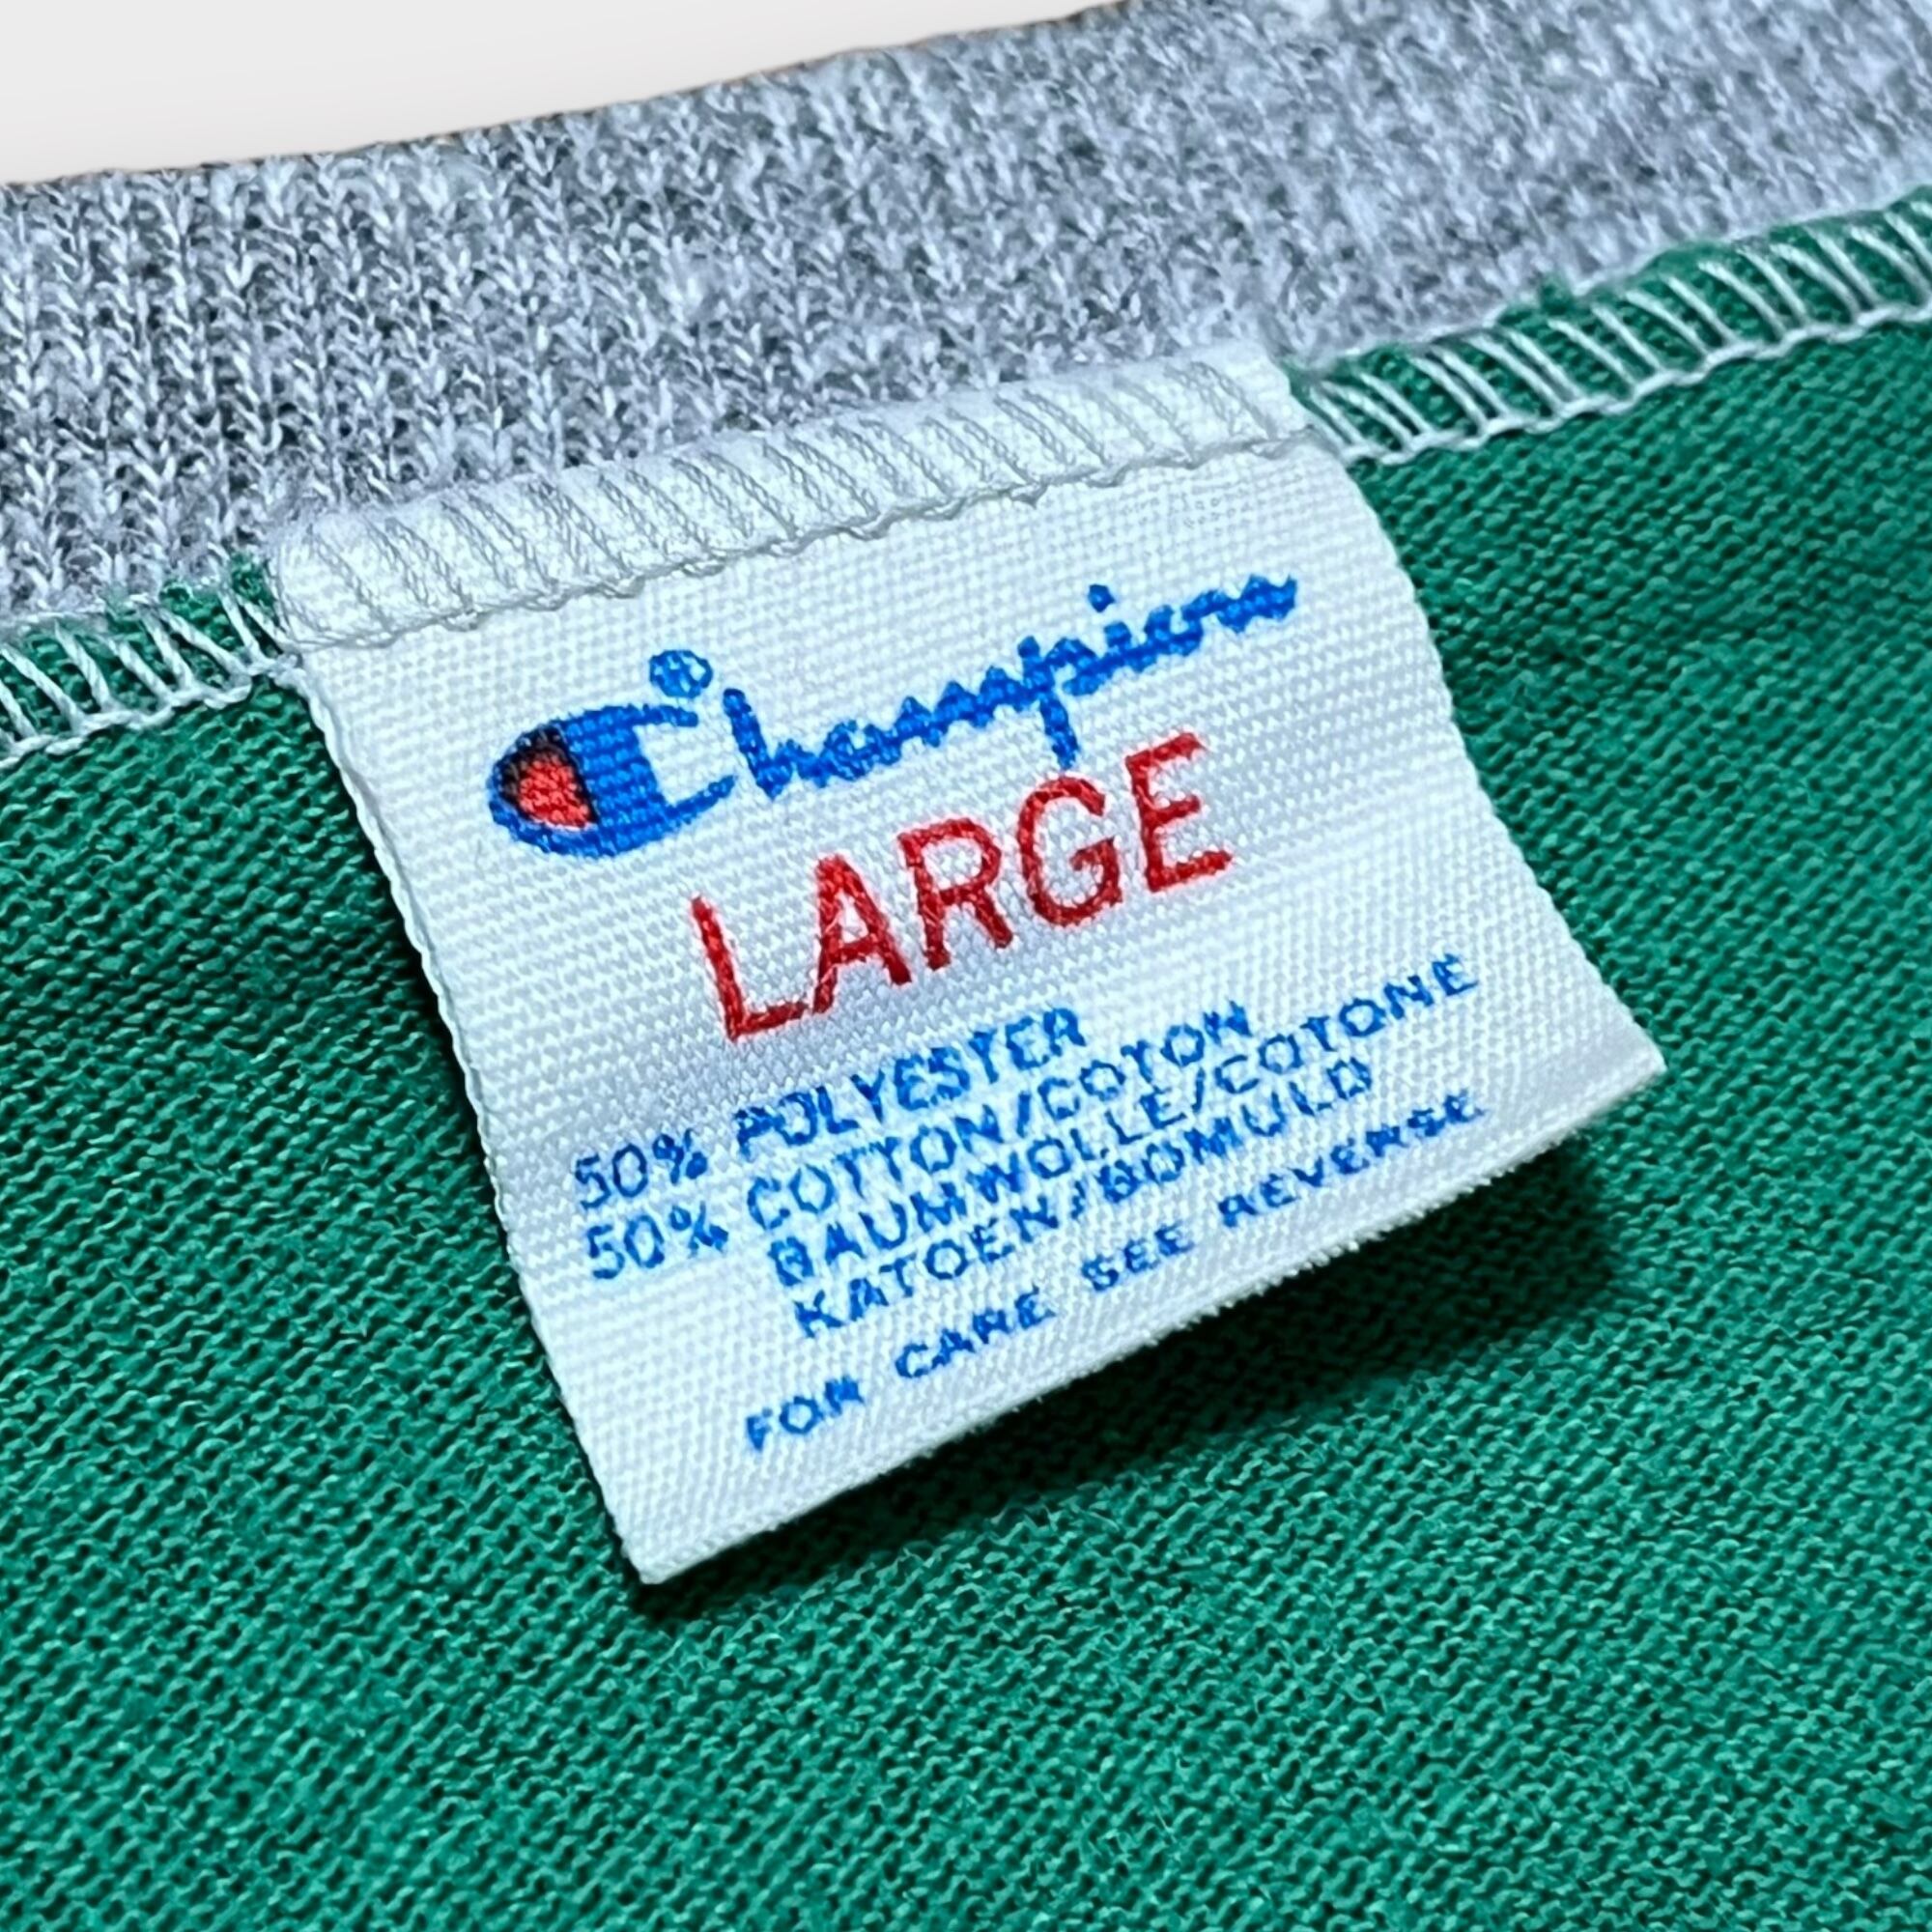 Champion®
LARGE
50% POLYESTER
50% COTTON/COTON
BAUMWOLLE/COTONE
KATOEN/BOMULD
FOR CARE SEE REVERSE